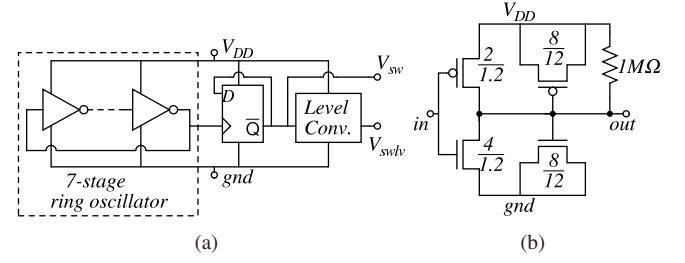 V_DD
V_sw
D
Q̅
Level
Conv.
V_swlv
gnd
7-stage
ring oscillator
(a)
V_DD
2
1.2
8
12
1MΩ
in
out
4
1.2
8
12
gnd
(b)